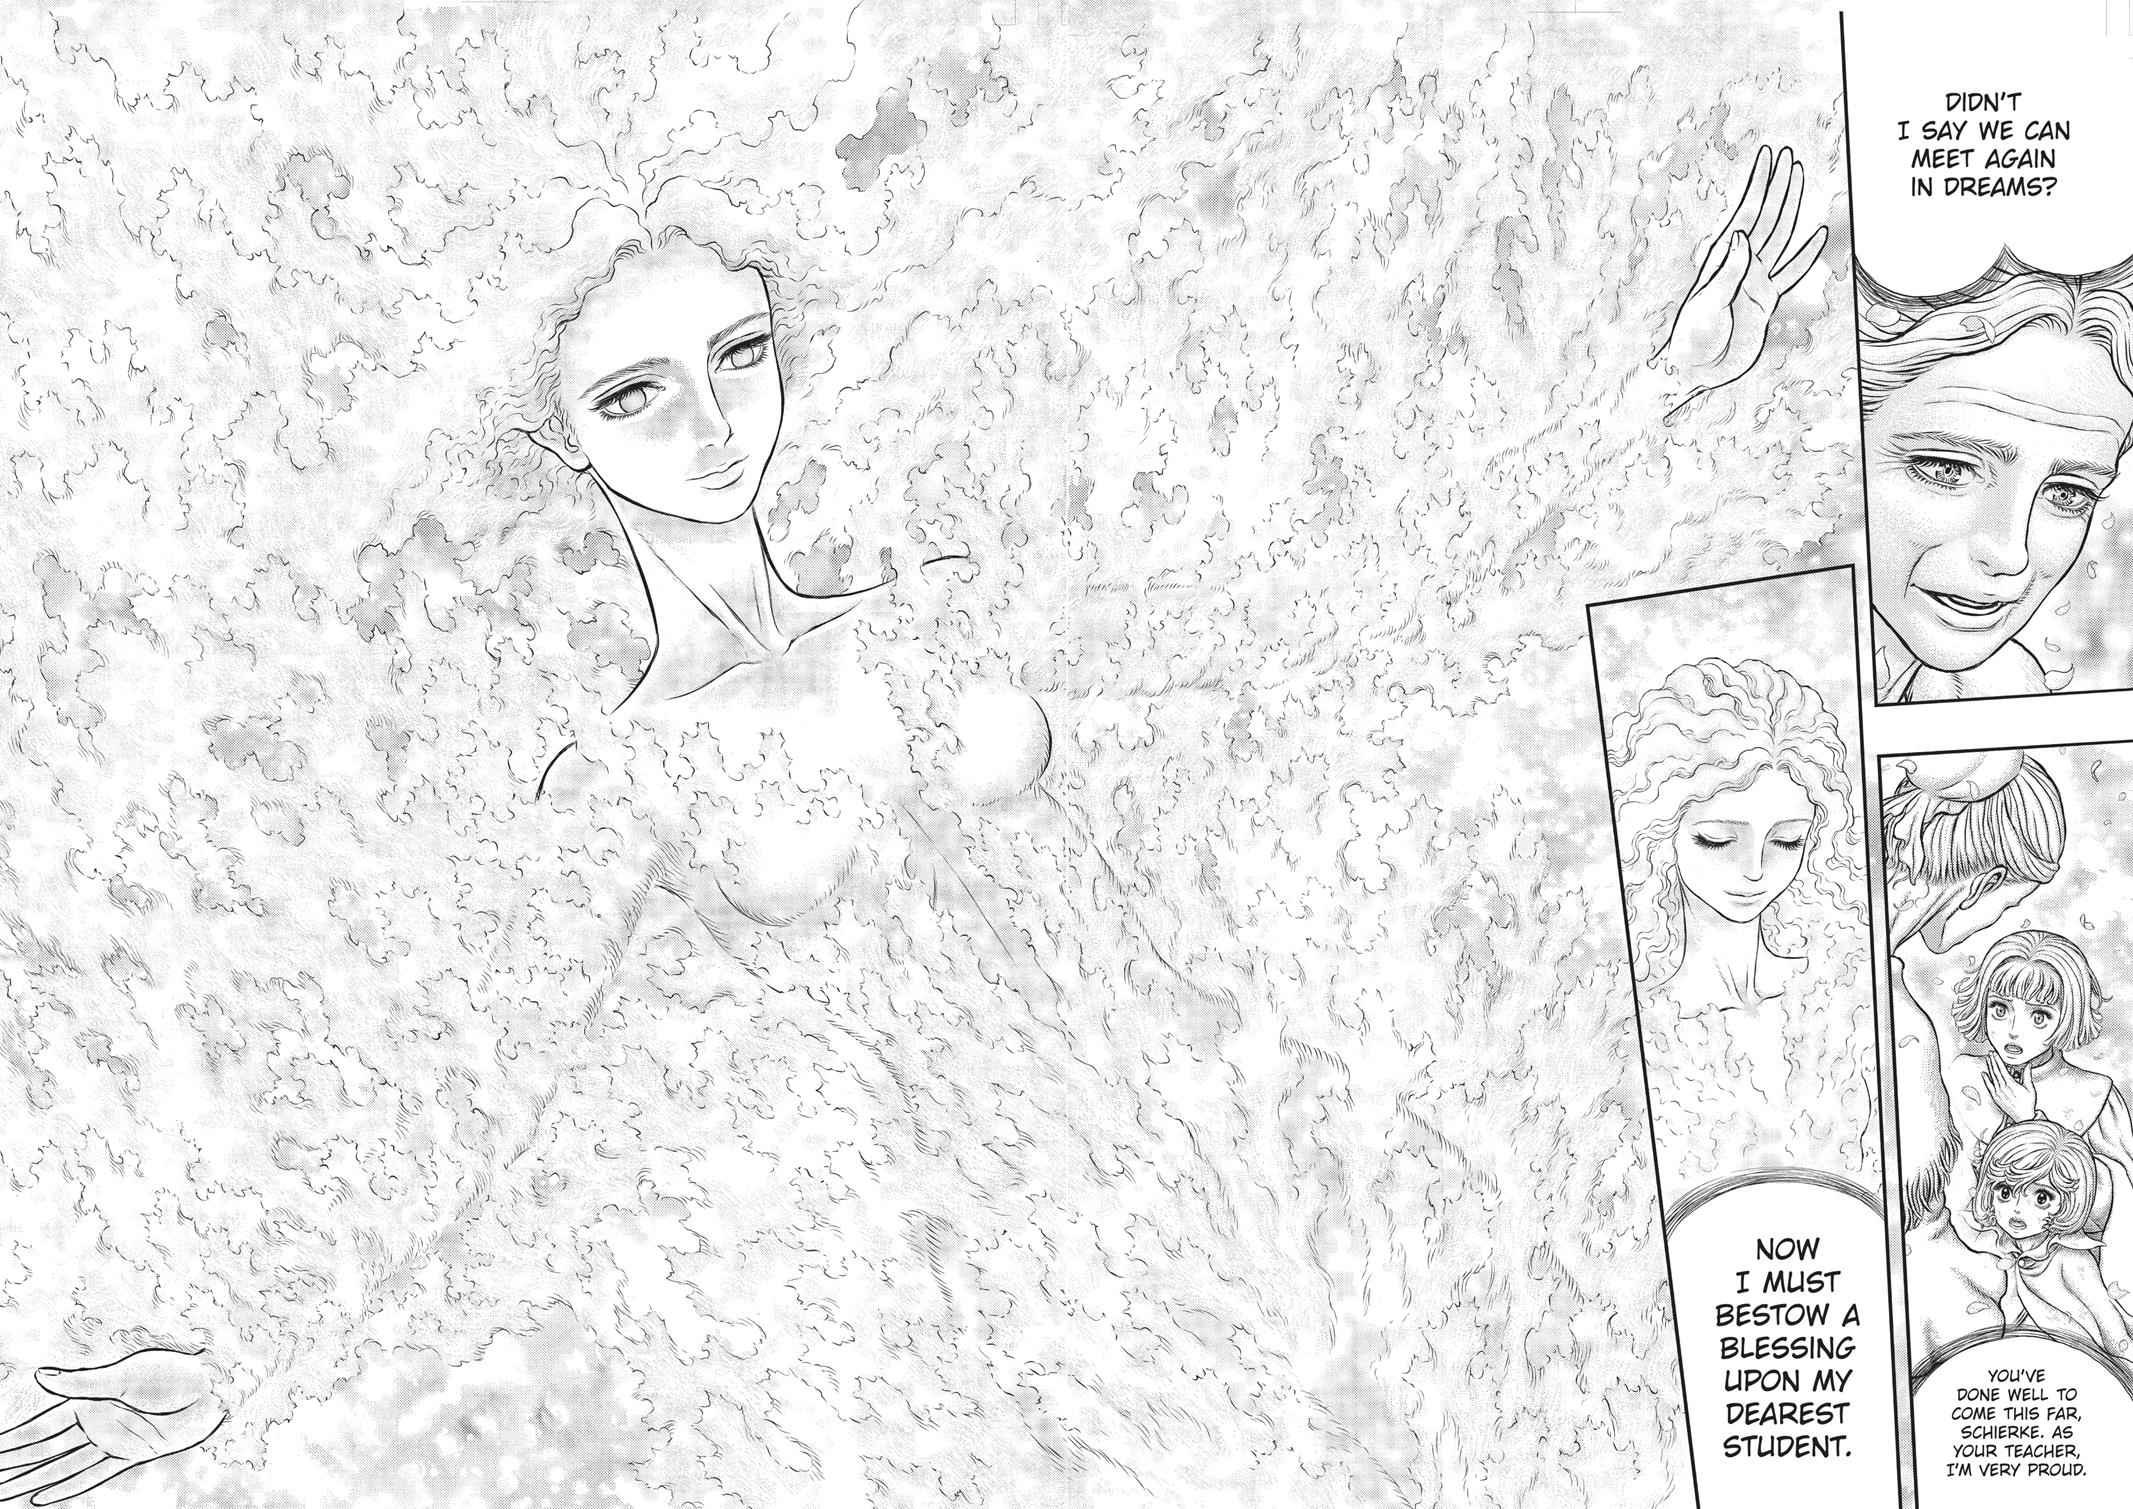 DIDN'T
I SAY WE CAN
MEET AGAIN
IN DREAMS?
YOU'VE
DONE WELL TO
COME THIS FAR,
SCHIERKE. AS
YOUR TEACHER,
I'M VERY PROUD.
NOW
I MUST
BESTOW A
BLESSING
UPON MY
DEAREST
STUDENT.